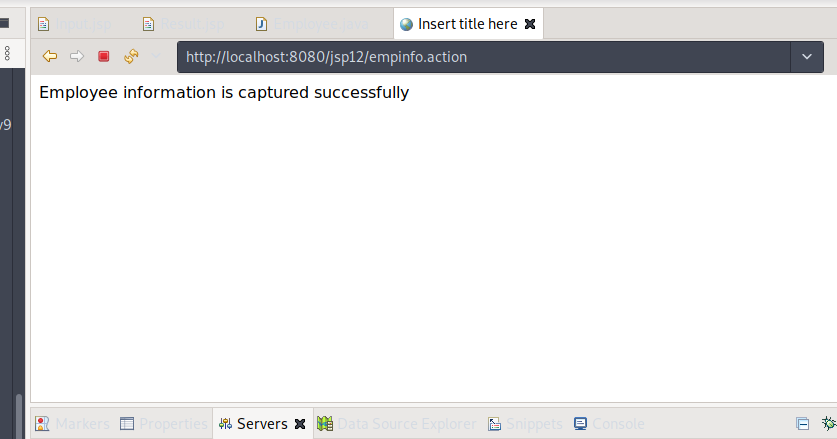 Input.jsp Result.jsp Employee.java Insert title here
http://localhost:8080/jsp12/empinfo.action
Employee information is captured successfully
v9
Markers Properties Servers Data Source Explorer Snippets Console